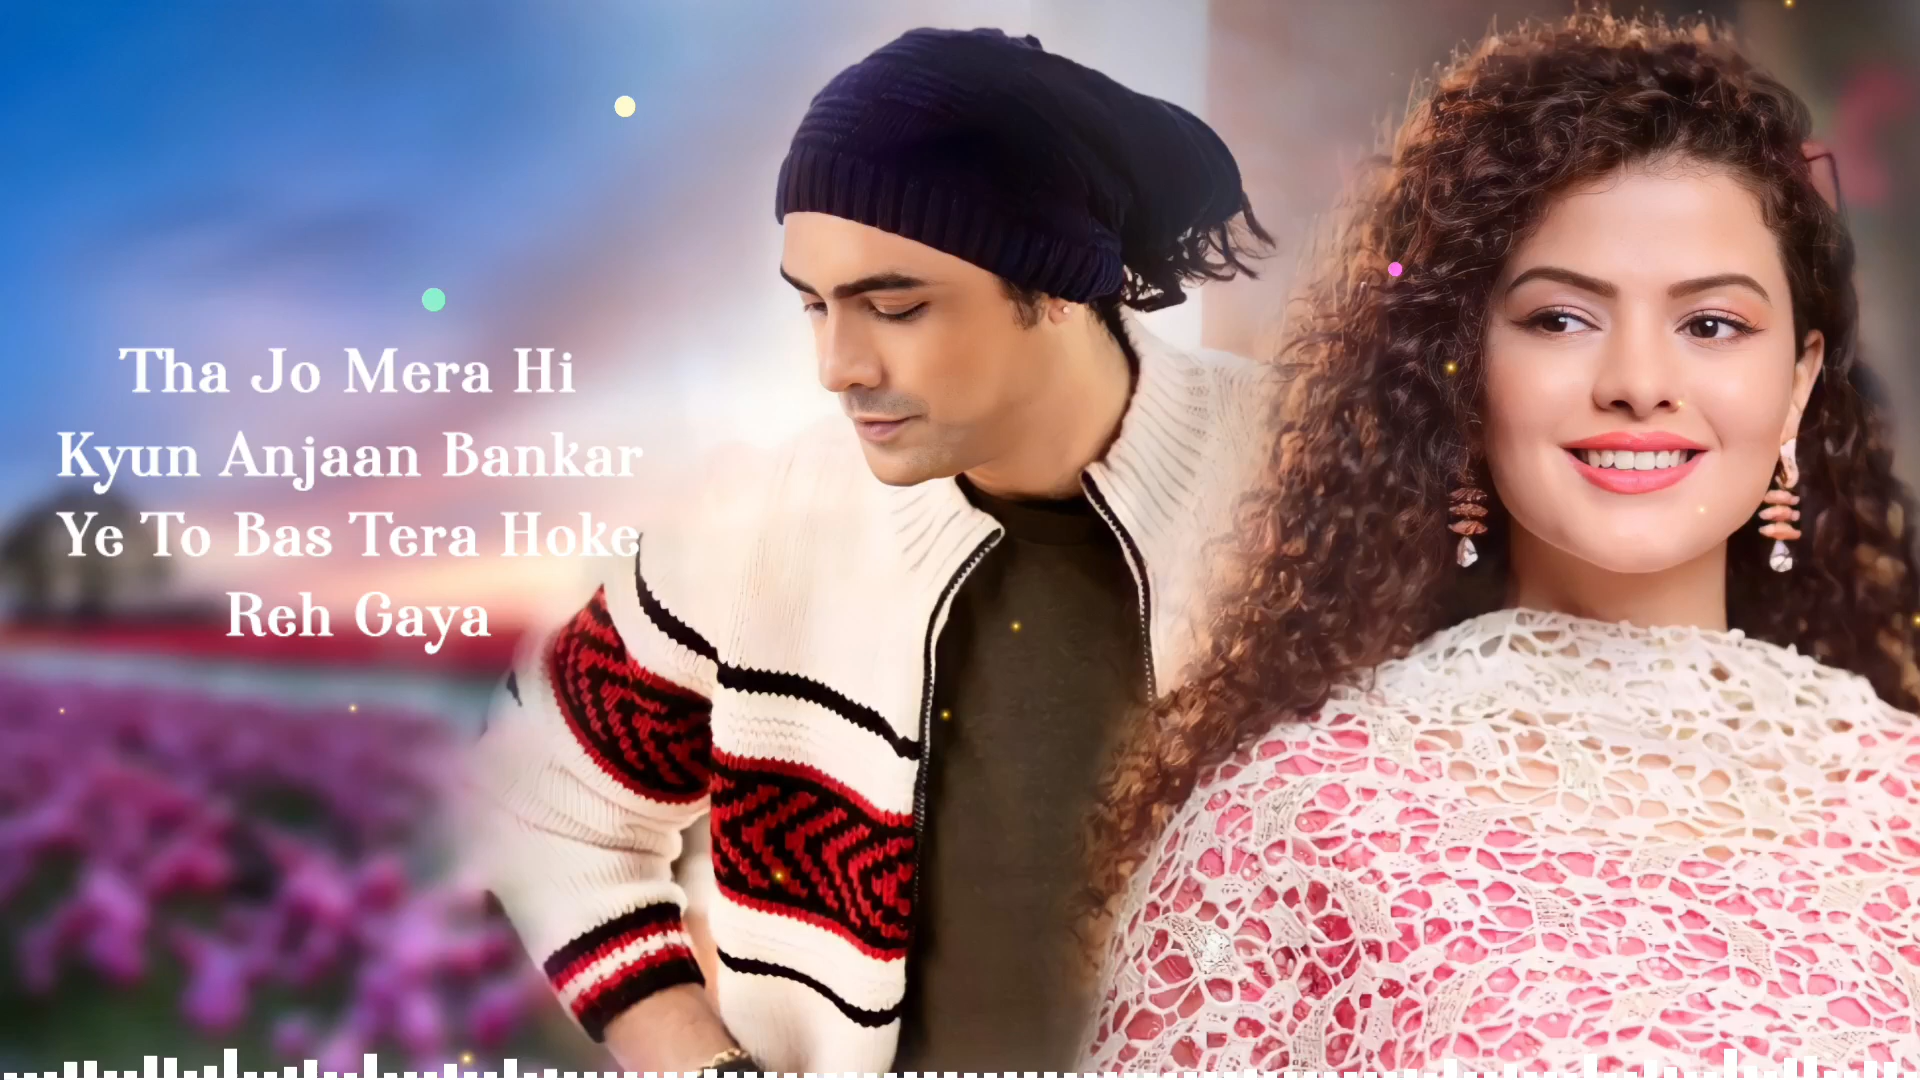 Tha Jo Mera Hi
Kyun Anjaan Bankar
Ye To Bas Tera Hoke
Reh Gaya